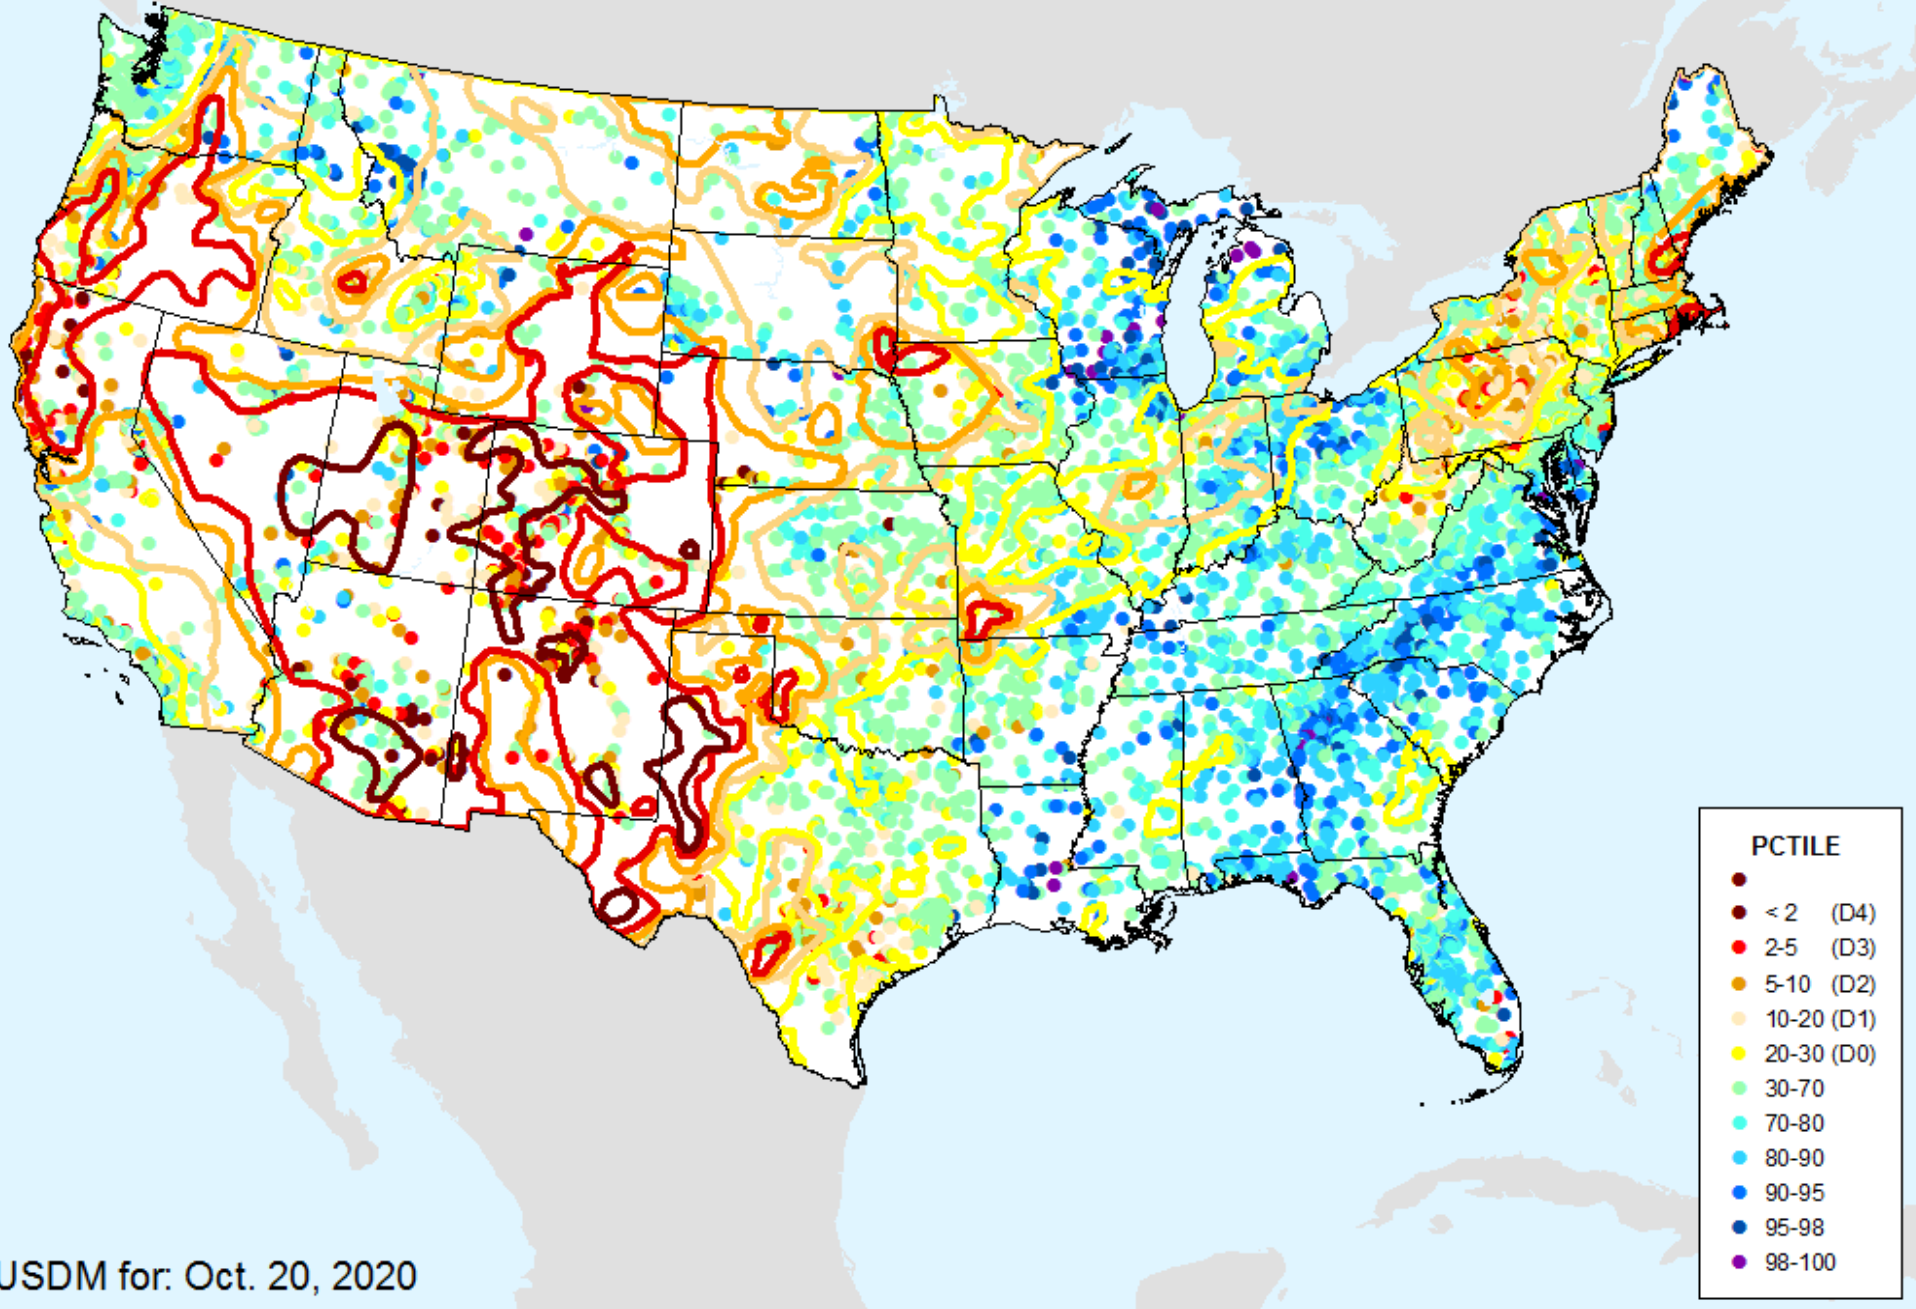 PCTILE
< 2 (D4)
2-5 (D3)
5-10 (D2)
10-20 (D1)
20-30 (D0)
30-70
70-80
80-90
90-95
95-98
98-100
USDM for: Oct. 20, 2020